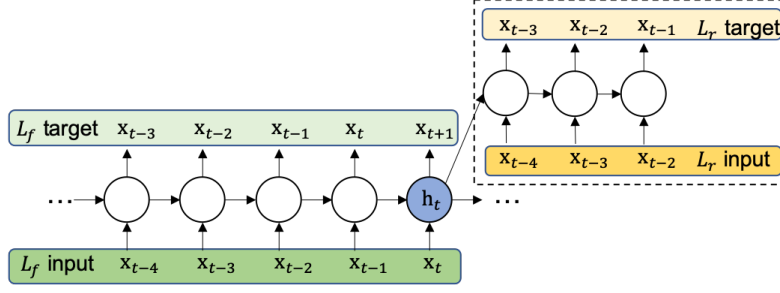 x_{t−3} x_{t−2} x_{t−1} L_r target
x_{t−4} x_{t−3} x_{t−2} L_r input
L_f target x_{t−3} x_{t−2} x_{t−1} x_t x_{t+1}
... h_t ...
L_f input x_{t−4} x_{t−3} x_{t−2} x_{t−1} x_t